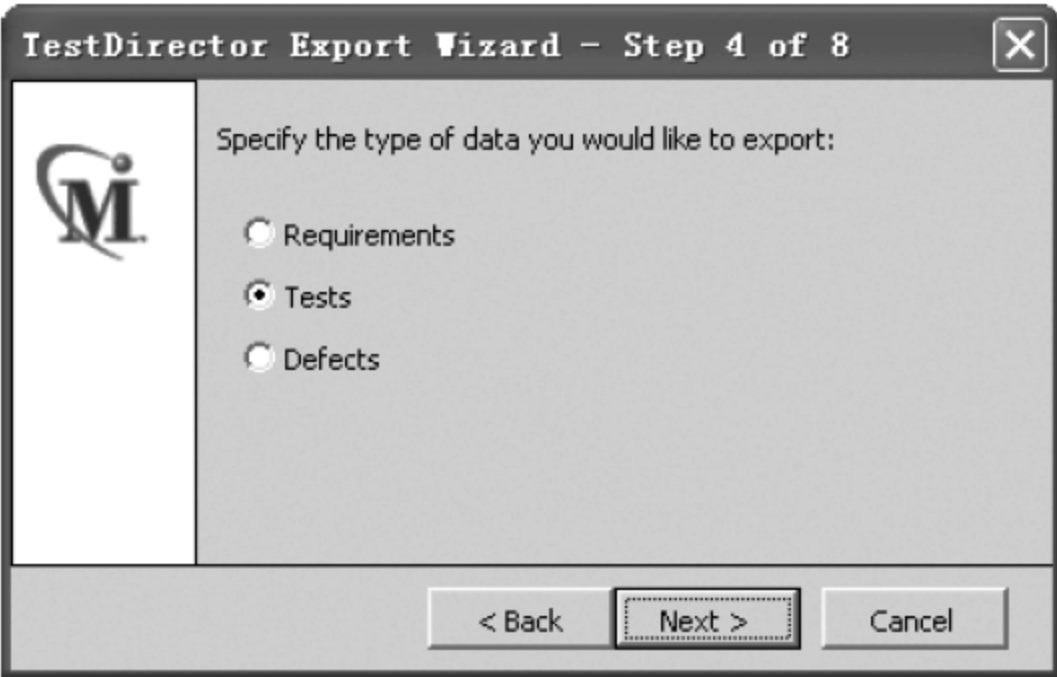 TestDirector Export Wizard - Step 4 of 8
M
Specify the type of data you would like to export:
Requirements
Tests
Defects
< Back
Next >
Cancel